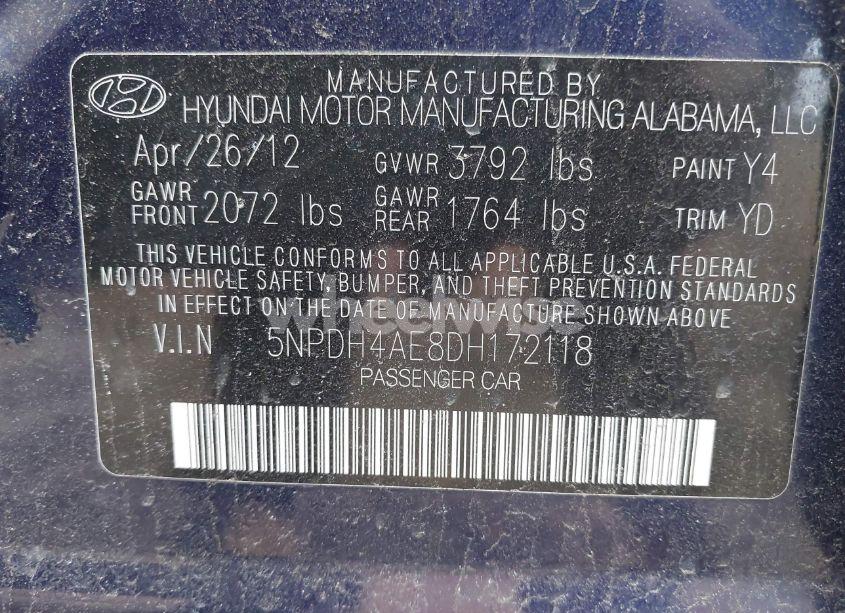 MANUFACTURED BY
HYUNDAI MOTOR MANUFACTURING ALABAMA, LLC
Apr/26/12 GVWR 3792 lbs PAINT Y4
GAWR FRONT 2072 lbs GAWR REAR 1764 lbs TRIM YD
THIS VEHICLE CONFORMS TO ALL APPLICABLE U.S.A. FEDERAL
MOTOR VEHICLE SAFETY, BUMPER, AND THEFT PREVENTION STANDARDS
IN EFFECT ON THE DATE OF MANUFACTURE SHOWN ABOVE
wheelwise
V.I.N 5NPDH4AE8DH172118
PASSENGER CAR